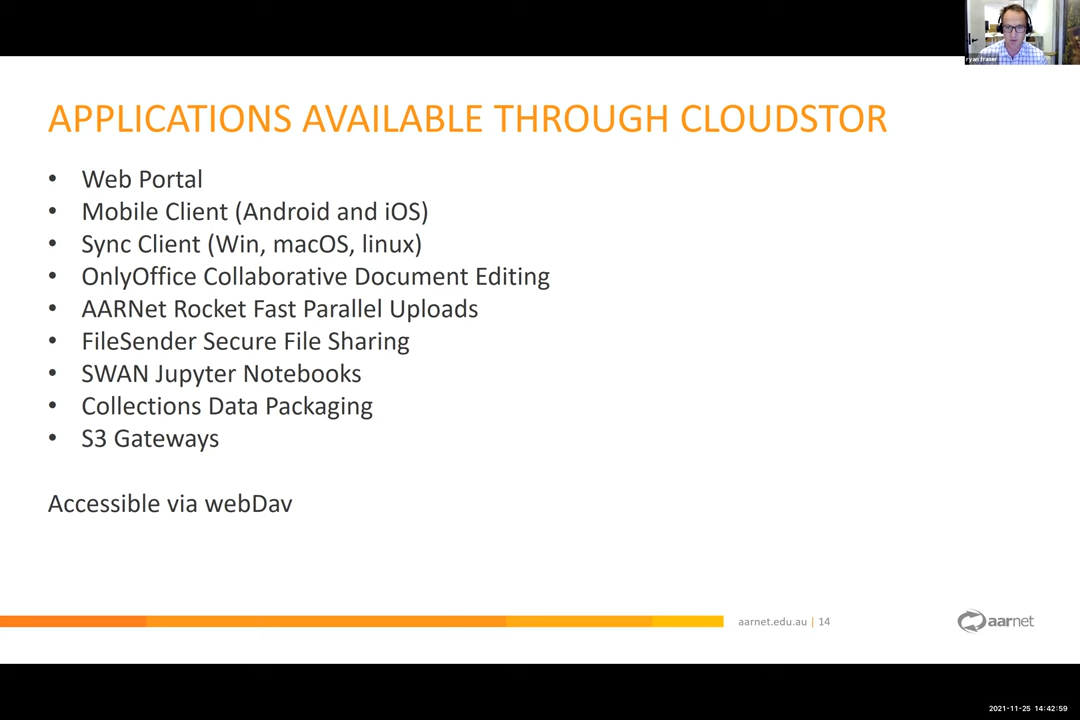 ryan fraser
APPLICATIONS AVAILABLE THROUGH CLOUDSTOR
• Web Portal
• Mobile Client (Android and iOS)
• Sync Client (Win, macOS, linux)
• OnlyOffice Collaborative Document Editing
• AARNet Rocket Fast Parallel Uploads
• FileSender Secure File Sharing
• SWAN Jupyter Notebooks
• Collections Data Packaging
• S3 Gateways
Accessible via webDav
aarnet.edu.au | 14
aarnet
2021-11-25 14:42:59